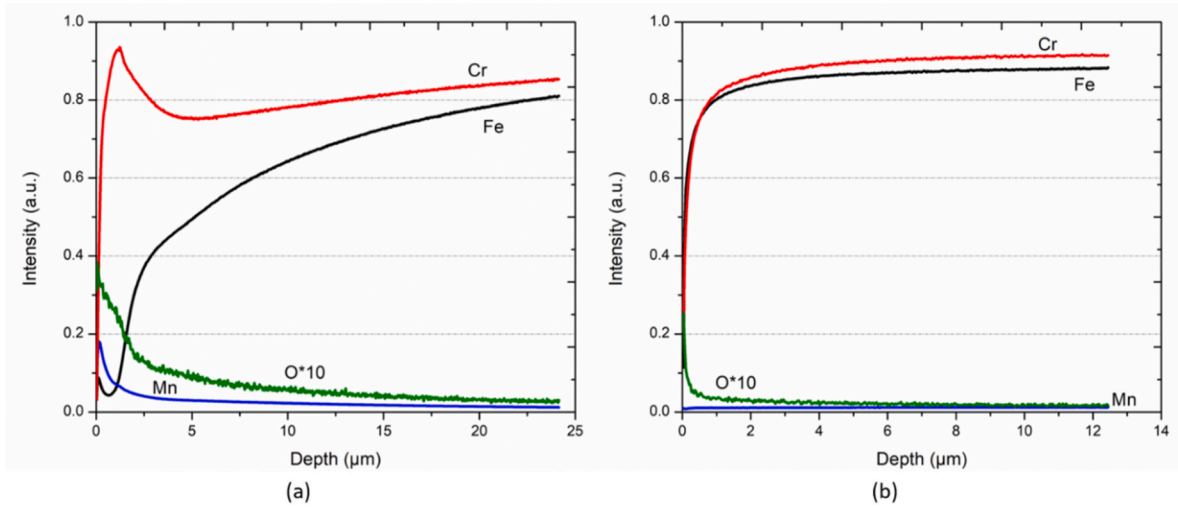 1.0
0.8
0.6
0.4
0.2
0.0
Intensity (a.u.)
Cr
Fe
O*10
Mn
0 5 10 15 20 25
Depth (μm)
(a)
1.0
0.8
0.6
0.4
0.2
0.0
Intensity (a.u.)
Cr
Fe
O*10
Mn
0 2 4 6 8 10 12 14
Depth (μm)
(b)